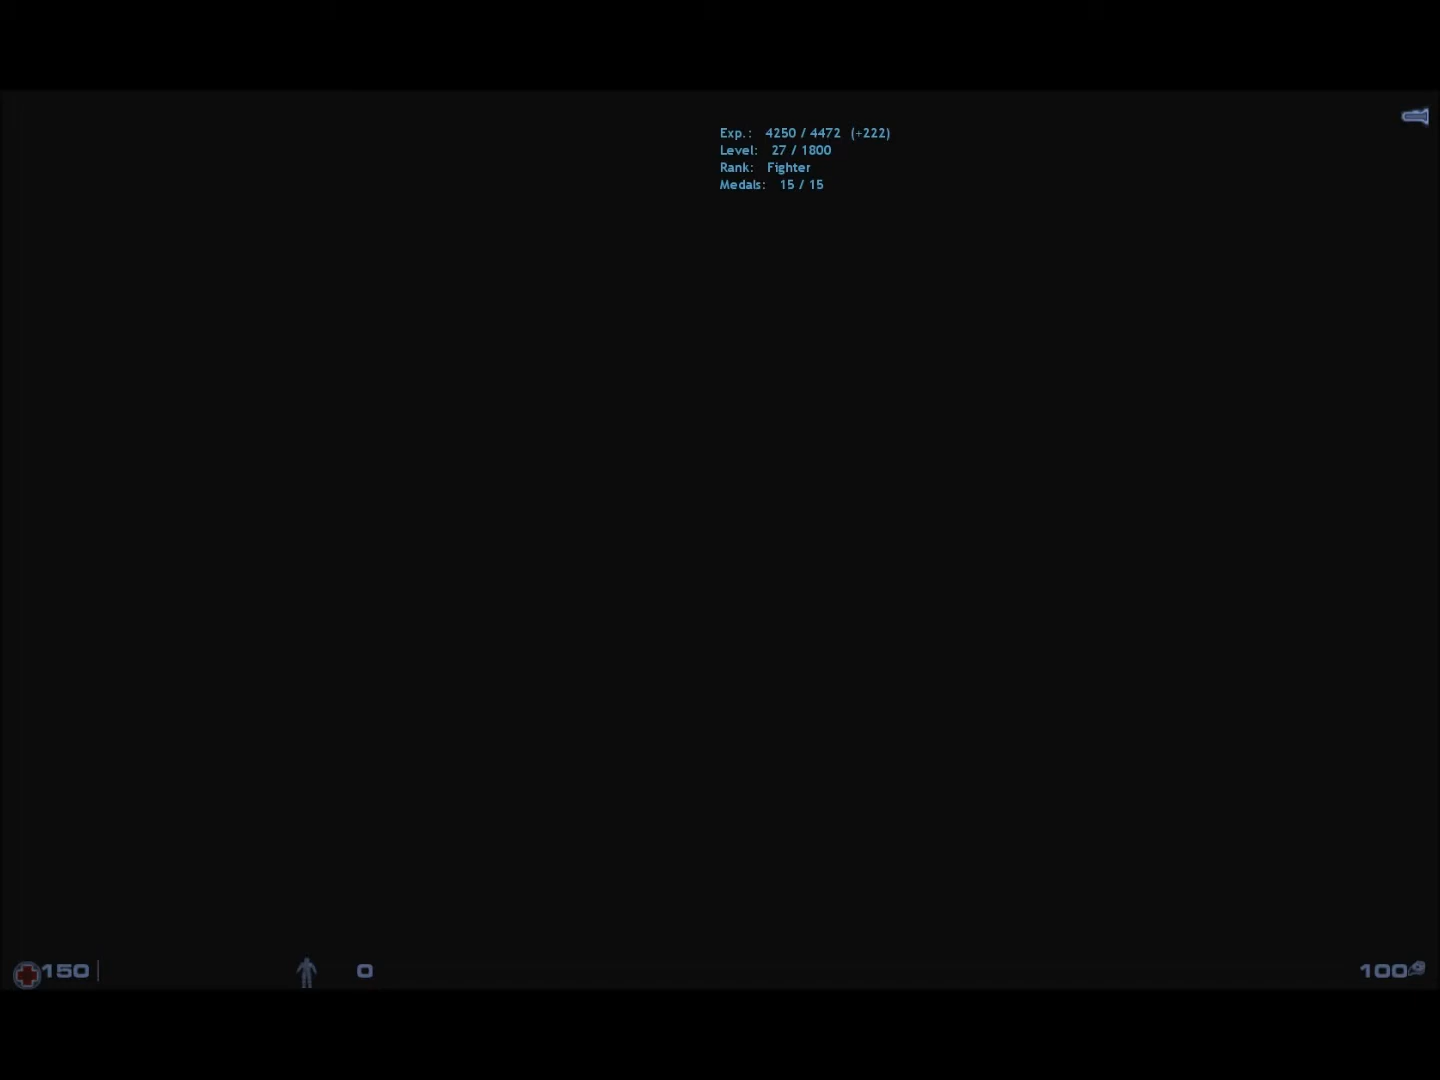 Exp.: 4250 / 4472 (+222)
Level: 27 / 1800
Rank: Fighter
Medals: 15 / 15
150 0 100